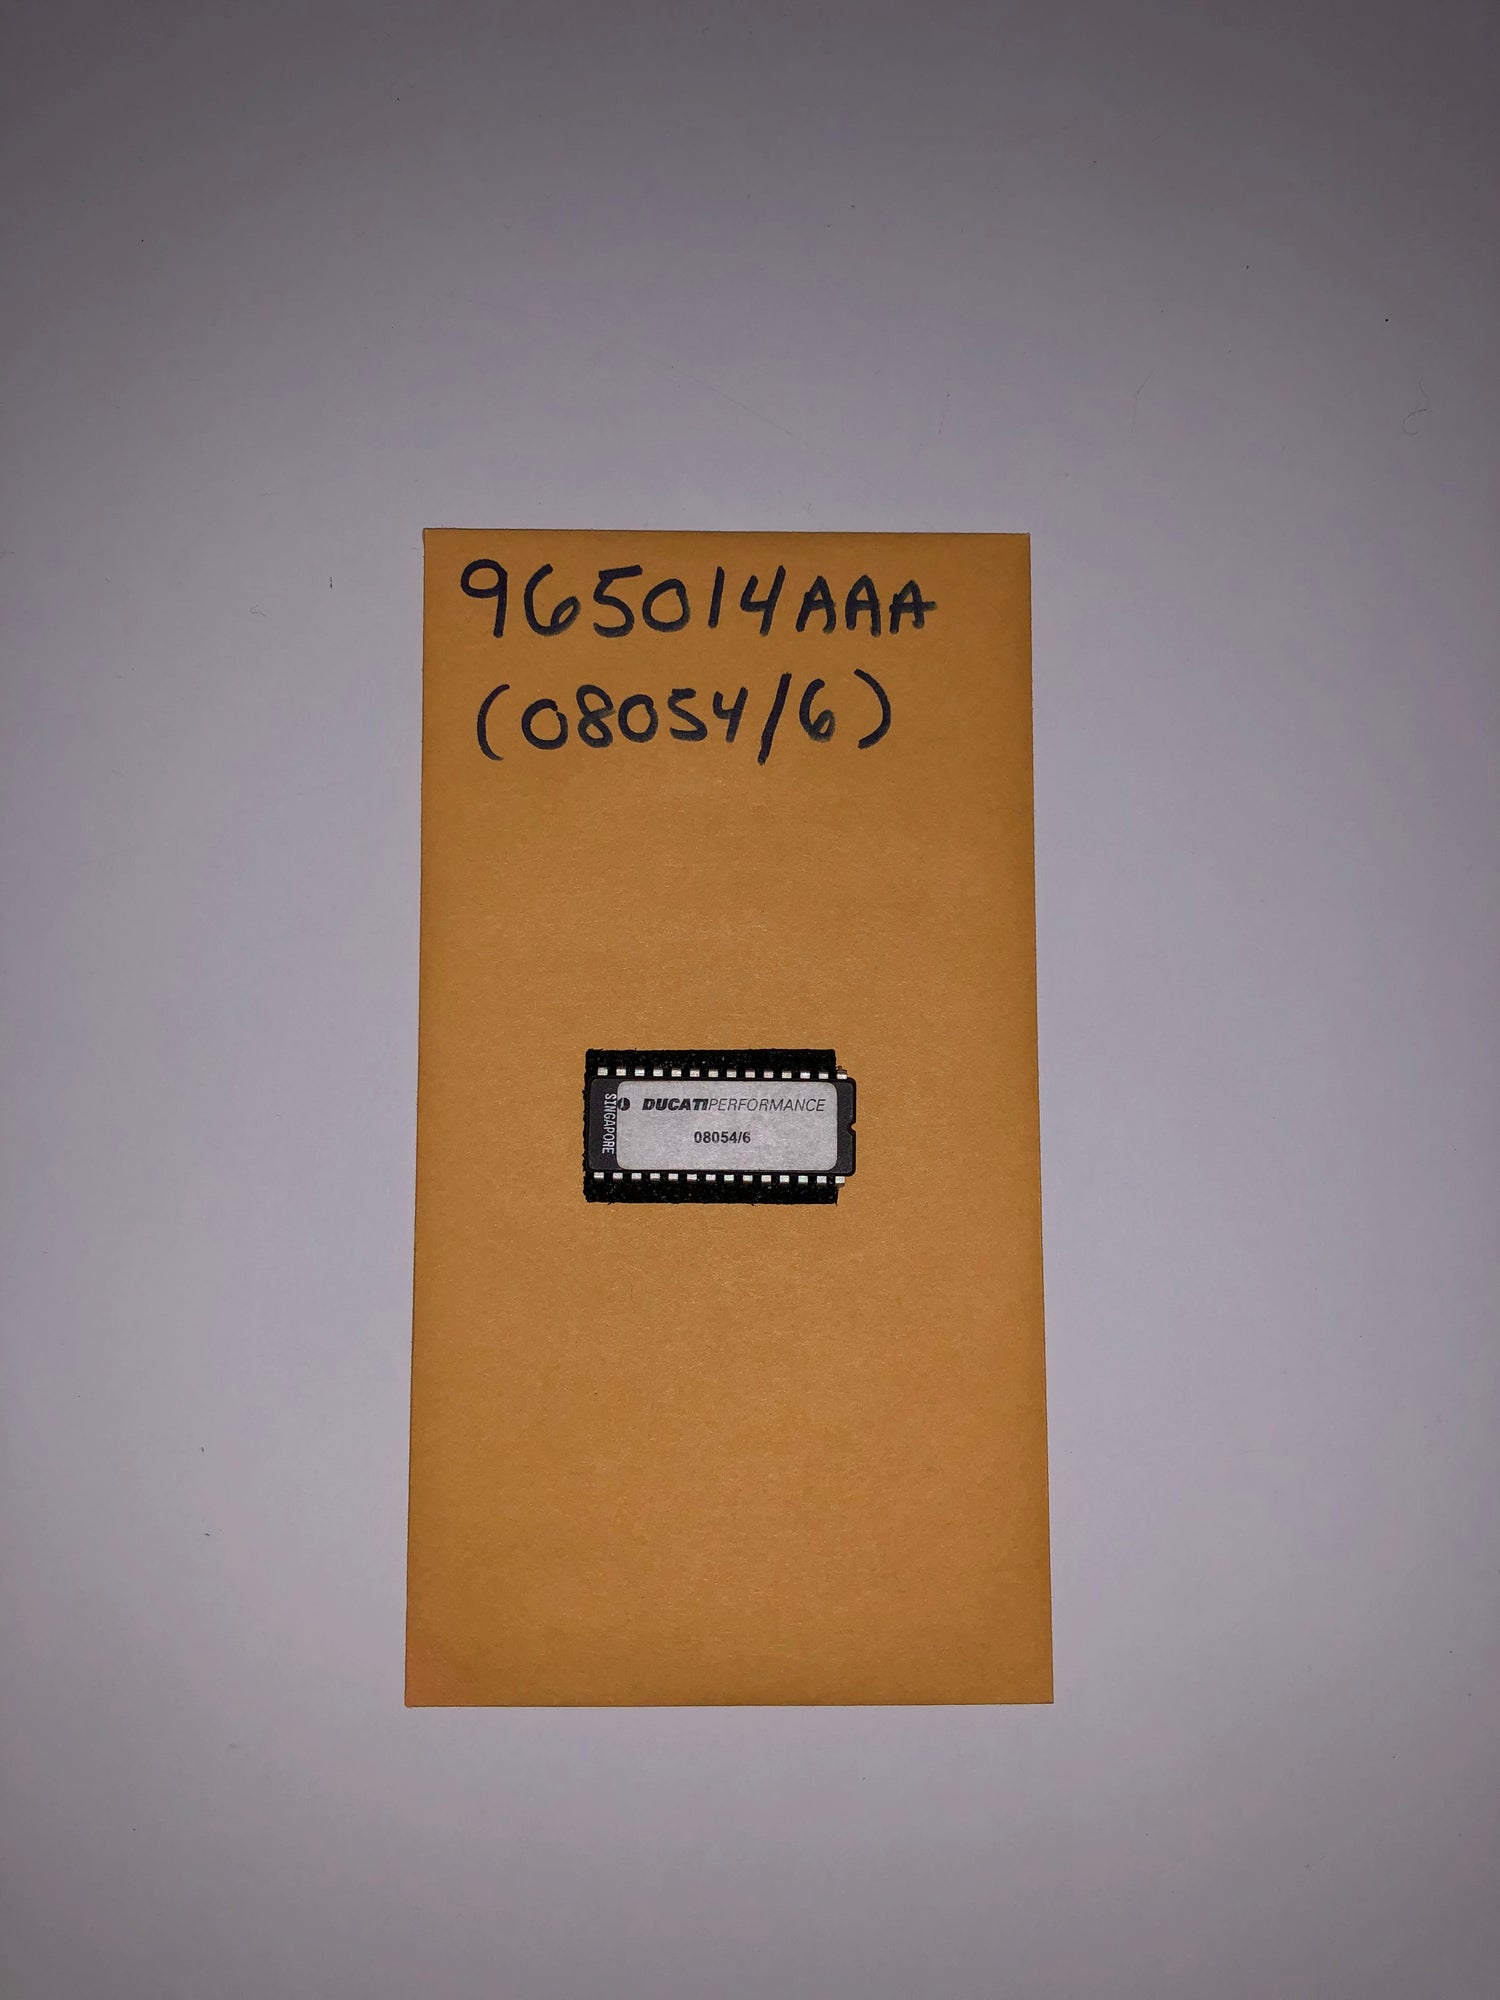 965014AAA
(08054/6)
SINGAPORE
DUCATIPERFORMANCE
08054/6